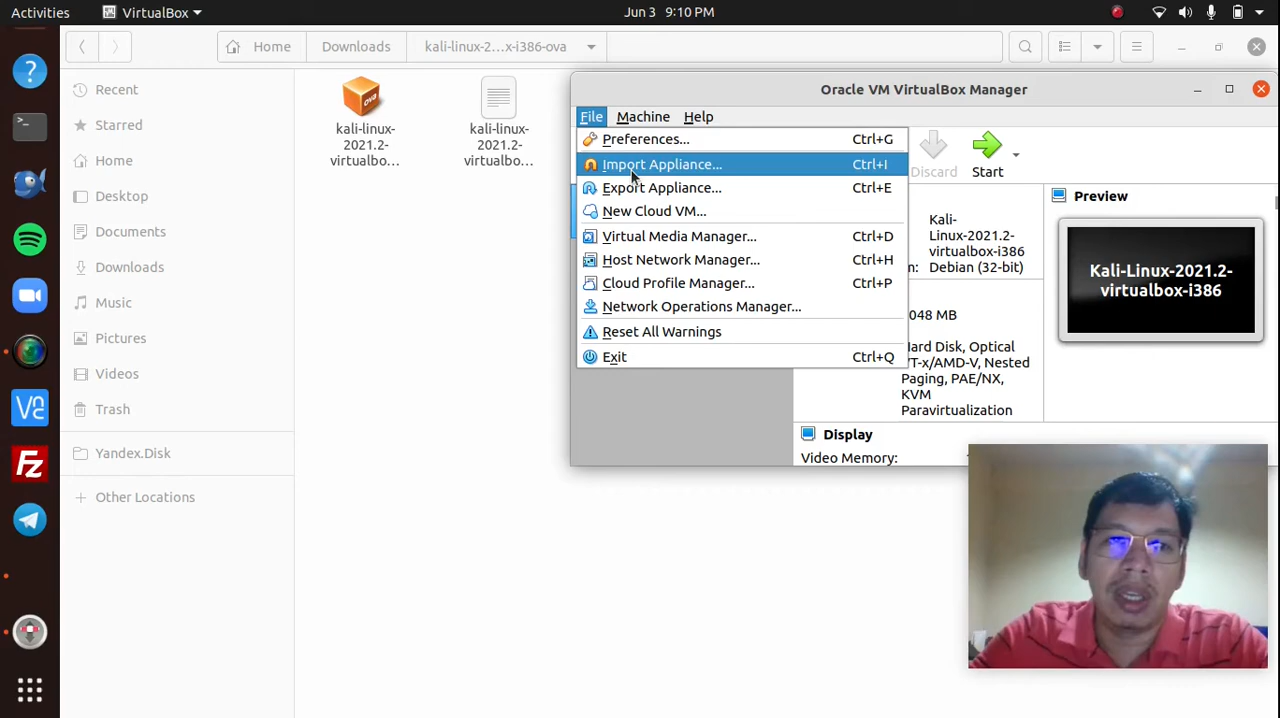 Activities
VirtualBox
Jun 3 9:10 PM
Home
Downloads
kali-linux-2…x-i386-ova
Recent
Starred
Home
Desktop
Documents
Downloads
Music
Pictures
Videos
Trash
Yandex.Disk
+ Other Locations
ova
kali-linux-
2021.2-
virtualbo…
kali-linux-
2021.2-
virtualbo…
Oracle VM VirtualBox Manager
File Machine Help
Preferences... Ctrl+G
Import Appliance... Ctrl+I
Export Appliance... Ctrl+E
New Cloud VM...
Virtual Media Manager... Ctrl+D
Host Network Manager... Ctrl+H
Cloud Profile Manager... Ctrl+P
Network Operations Manager...
Reset All Warnings
Exit Ctrl+Q
Discard
Start
Kali-
Linux-2021.2-
virtualbox-i386
Debian (32-bit)
048 MB
Hard Disk, Optical
VT-x/AMD-V, Nested
Paging, PAE/NX,
KVM
Paravirtualization
Display
Video Memory:
Preview
Kali-Linux-2021.2-
virtualbox-i386